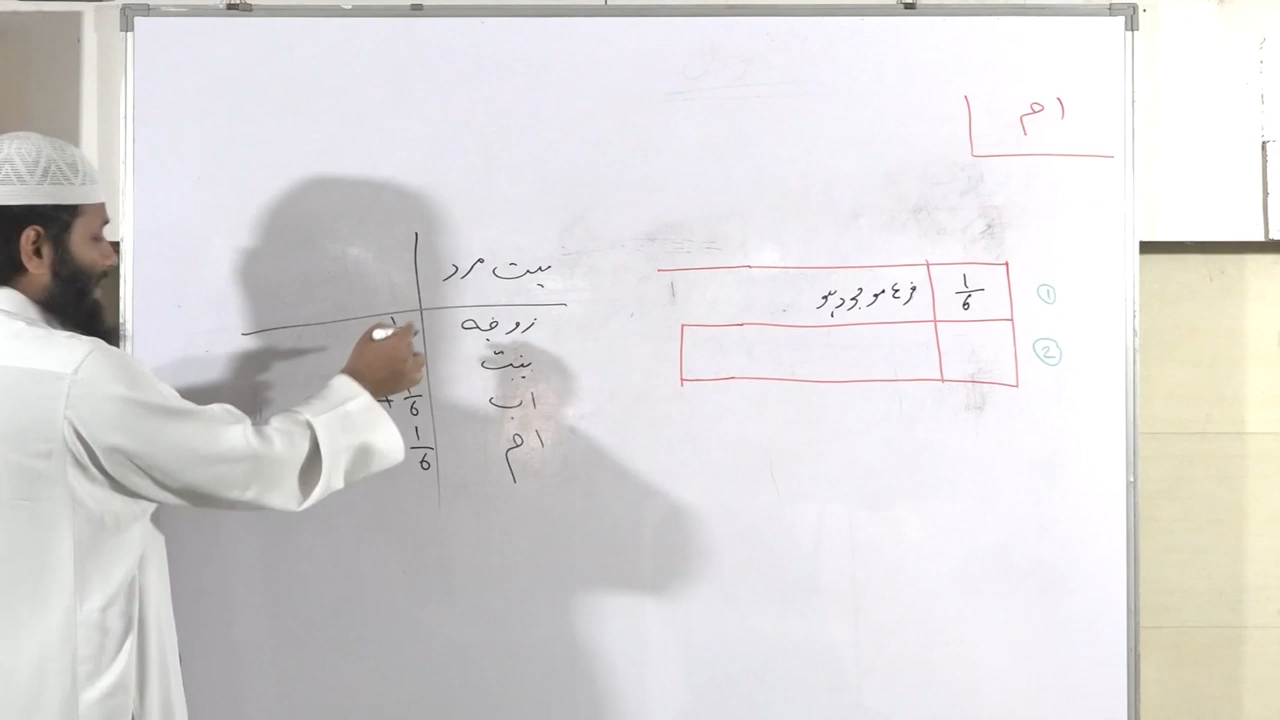 ام
1/6 فرع موجود ہو ①
②
میت مرد
زوجہ
بنت
اب 1/6 +
ام 1/6